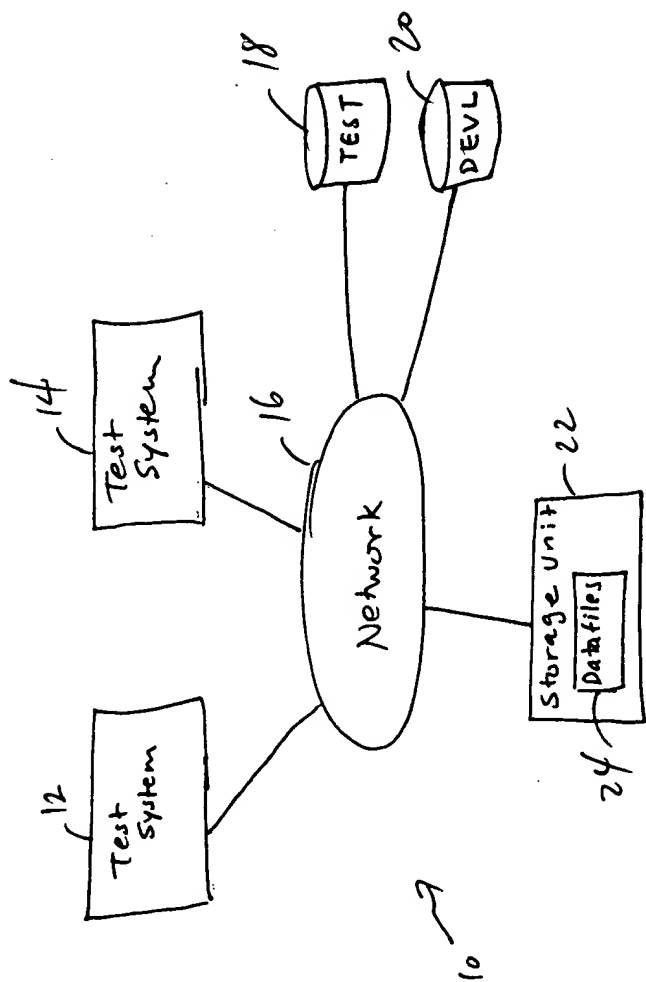 12
Test
System
14
Test
System
16
Network
18
TEST
20
DEVL
Storage Unit
22
Datafiles
24
10